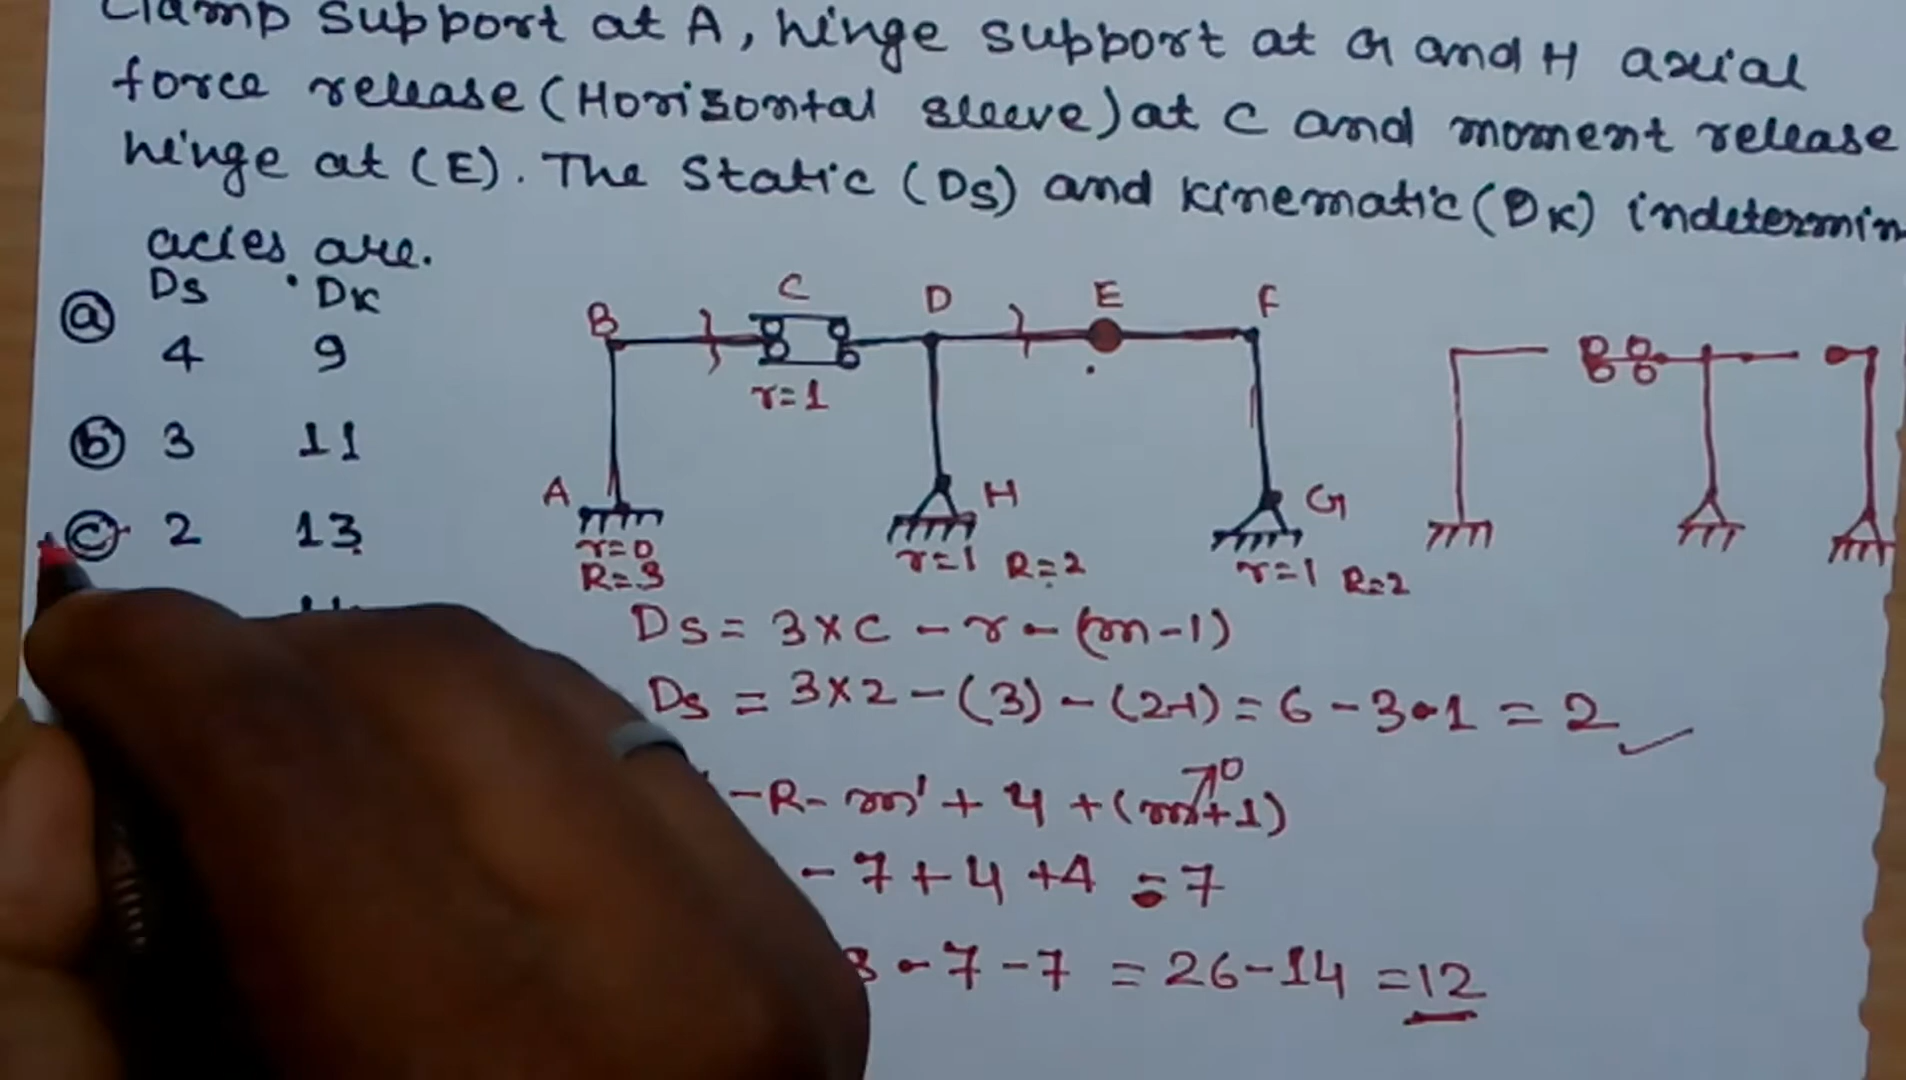 Clamp support at A, hinge support at G and H axial
force release (Horizontal sleeve) at C and moment release
hinge at (E). The Static (Ds) and kinematic (Dk) indetermin
acies are.
Ds Dk
(a) 4 9
(b) 3 11
(c) 2 13
B C D E F
r=1
A H G
r=0
R=3
r=1 R=2
r=1 R=2
Ds = 3×C - r - (m-1)
Ds = 3×2 - (3) - (2-1) = 6 - 3 - 1 = 2 ✓
- R - m' + 4 + (m+1) 0
- 7 + 4 + 4 = 7
- 7 - 7 = 26 - 14 = 12